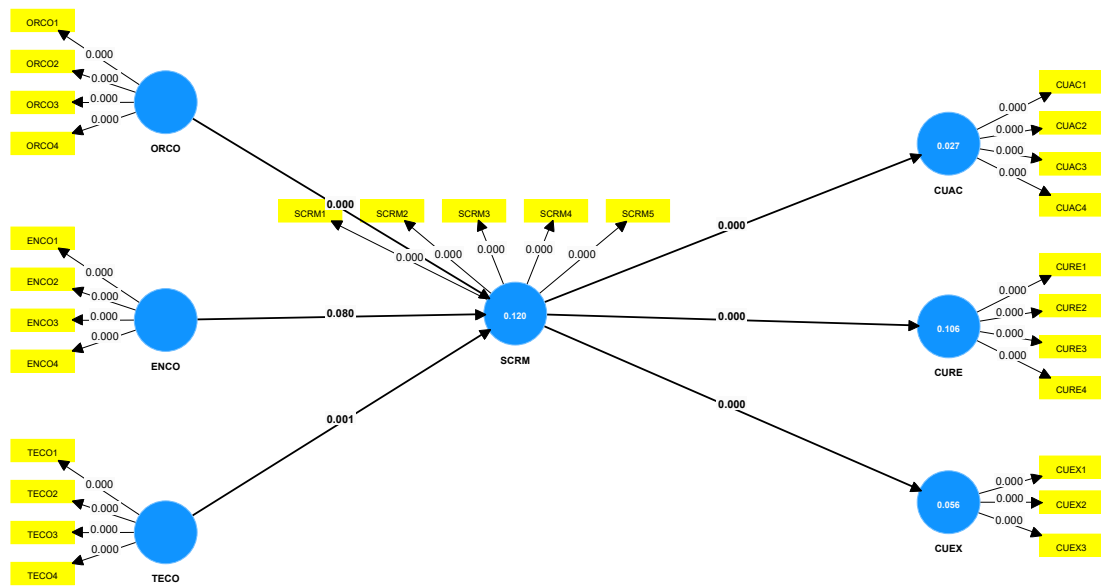 ORCO1
ORCO2
ORCO3
ORCO4
0.000
0.000
0.000
0.000
ORCO
ENCO1
ENCO2
ENCO3
ENCO4
0.000
0.000
0.000
0.000
ENCO
TECO1
TECO2
TECO3
TECO4
0.000
0.000
0.000
0.000
TECO
0.000
0.080
0.001
SCRM1
SCRM2
SCRM3
SCRM4
SCRM5
0.000
0.000
0.000
0.000
0.000
0.120
SCRM
0.000
0.000
0.000
0.027
CUAC
0.000
0.000
0.000
0.000
CUAC1
CUAC2
CUAC3
CUAC4
0.106
CURE
0.000
0.000
0.000
0.000
CURE1
CURE2
CURE3
CURE4
0.056
CUEX
0.000
0.000
0.000
CUEX1
CUEX2
CUEX3